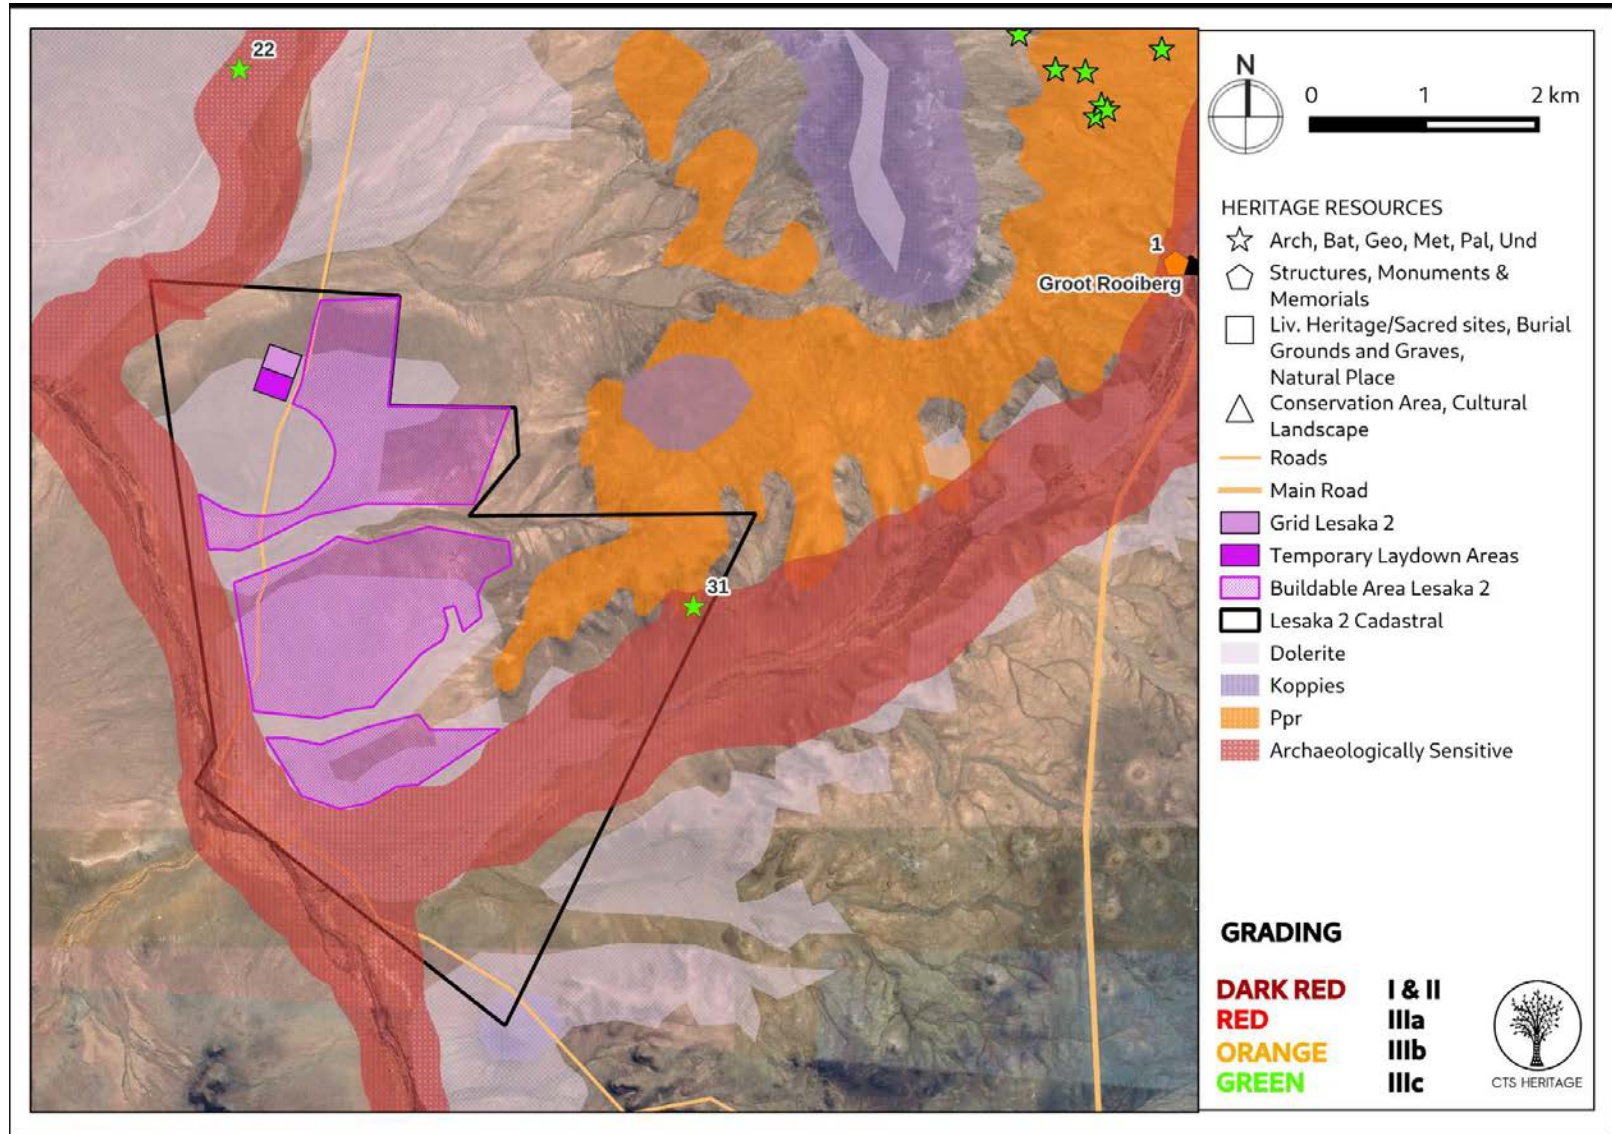 22
1
Groot Rooiberg
31
N
0 1 2 km
HERITAGE RESOURCES
Arch, Bat, Geo, Met, Pal, Und
Structures, Monuments &
Memorials
Liv. Heritage/Sacred sites, Burial
Grounds and Graves,
Natural Place
Conservation Area, Cultural
Landscape
Roads
Main Road
Grid Lesaka 2
Temporary Laydown Areas
Buildable Area Lesaka 2
Lesaka 2 Cadastral
Dolerite
Koppies
Ppr
Archaeologically Sensitive
GRADING
DARK RED I & II
RED IIIa
ORANGE IIIb
GREEN IIIc
CTS HERITAGE